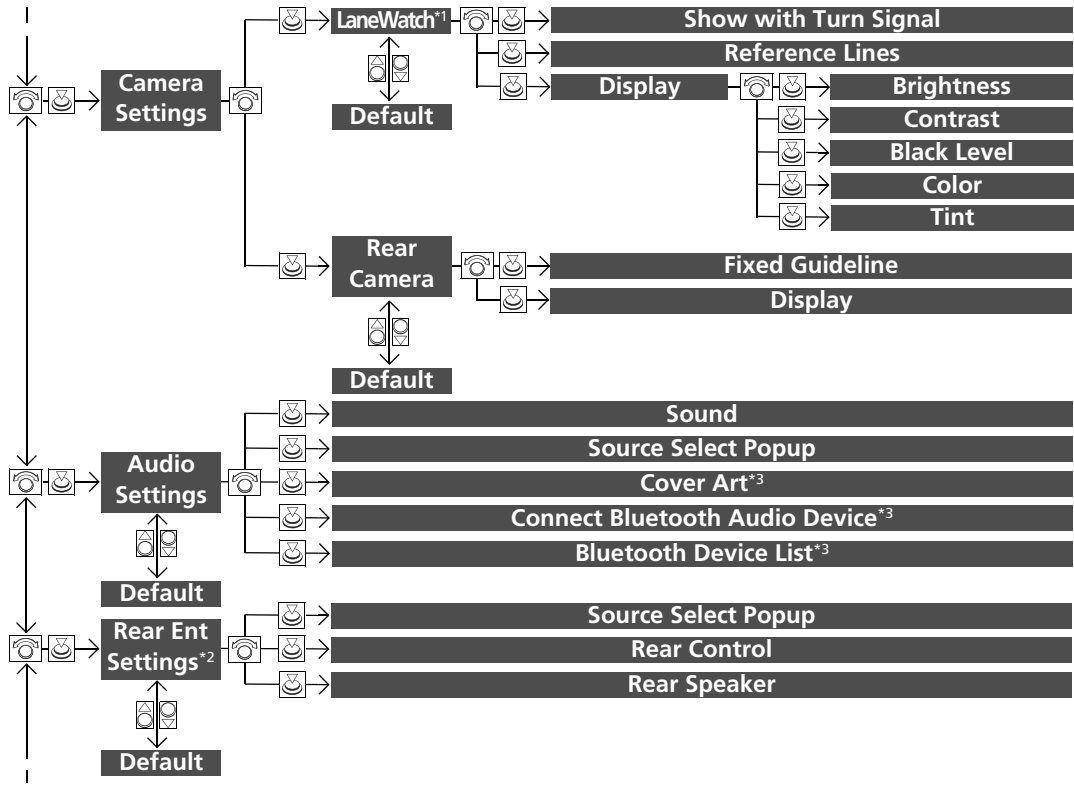 LaneWatch*1
Show with Turn Signal
Reference Lines
Camera
Settings
Display
Brightness
Default
Contrast
Black Level
Color
Tint
Rear
Camera
Fixed Guideline
Display
Default
Sound
Source Select Popup
Audio
Settings
Cover Art*3
Connect Bluetooth Audio Device*3
Bluetooth Device List*3
Default
Source Select Popup
Rear Ent
Settings*2
Rear Control
Rear Speaker
Default